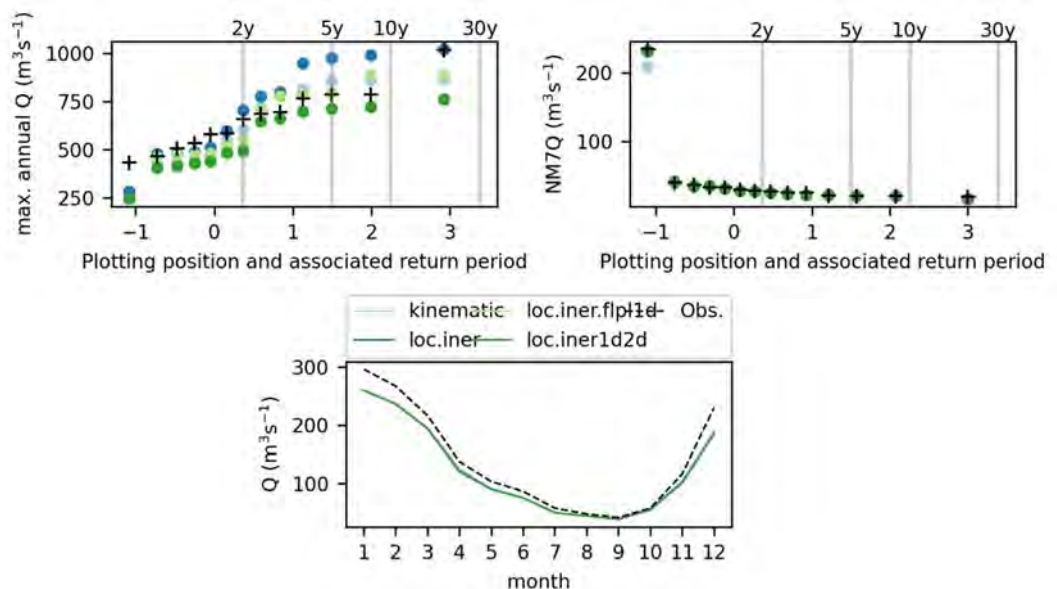 2y 5y 10y 30y
max. annual Q (m³s⁻¹)
1000
750
500
250
−1 0 1 2 3
Plotting position and associated return period
2y 5y 10y 30y
NM7Q (m³s⁻¹)
200
100
−1 0 1 2 3
Plotting position and associated return period
kinematic loc.iner.flpl1d Obs.
loc.iner loc.iner1d2d
Q (m³s⁻¹)
300
200
100
1 2 3 4 5 6 7 8 9 10 11 12
month